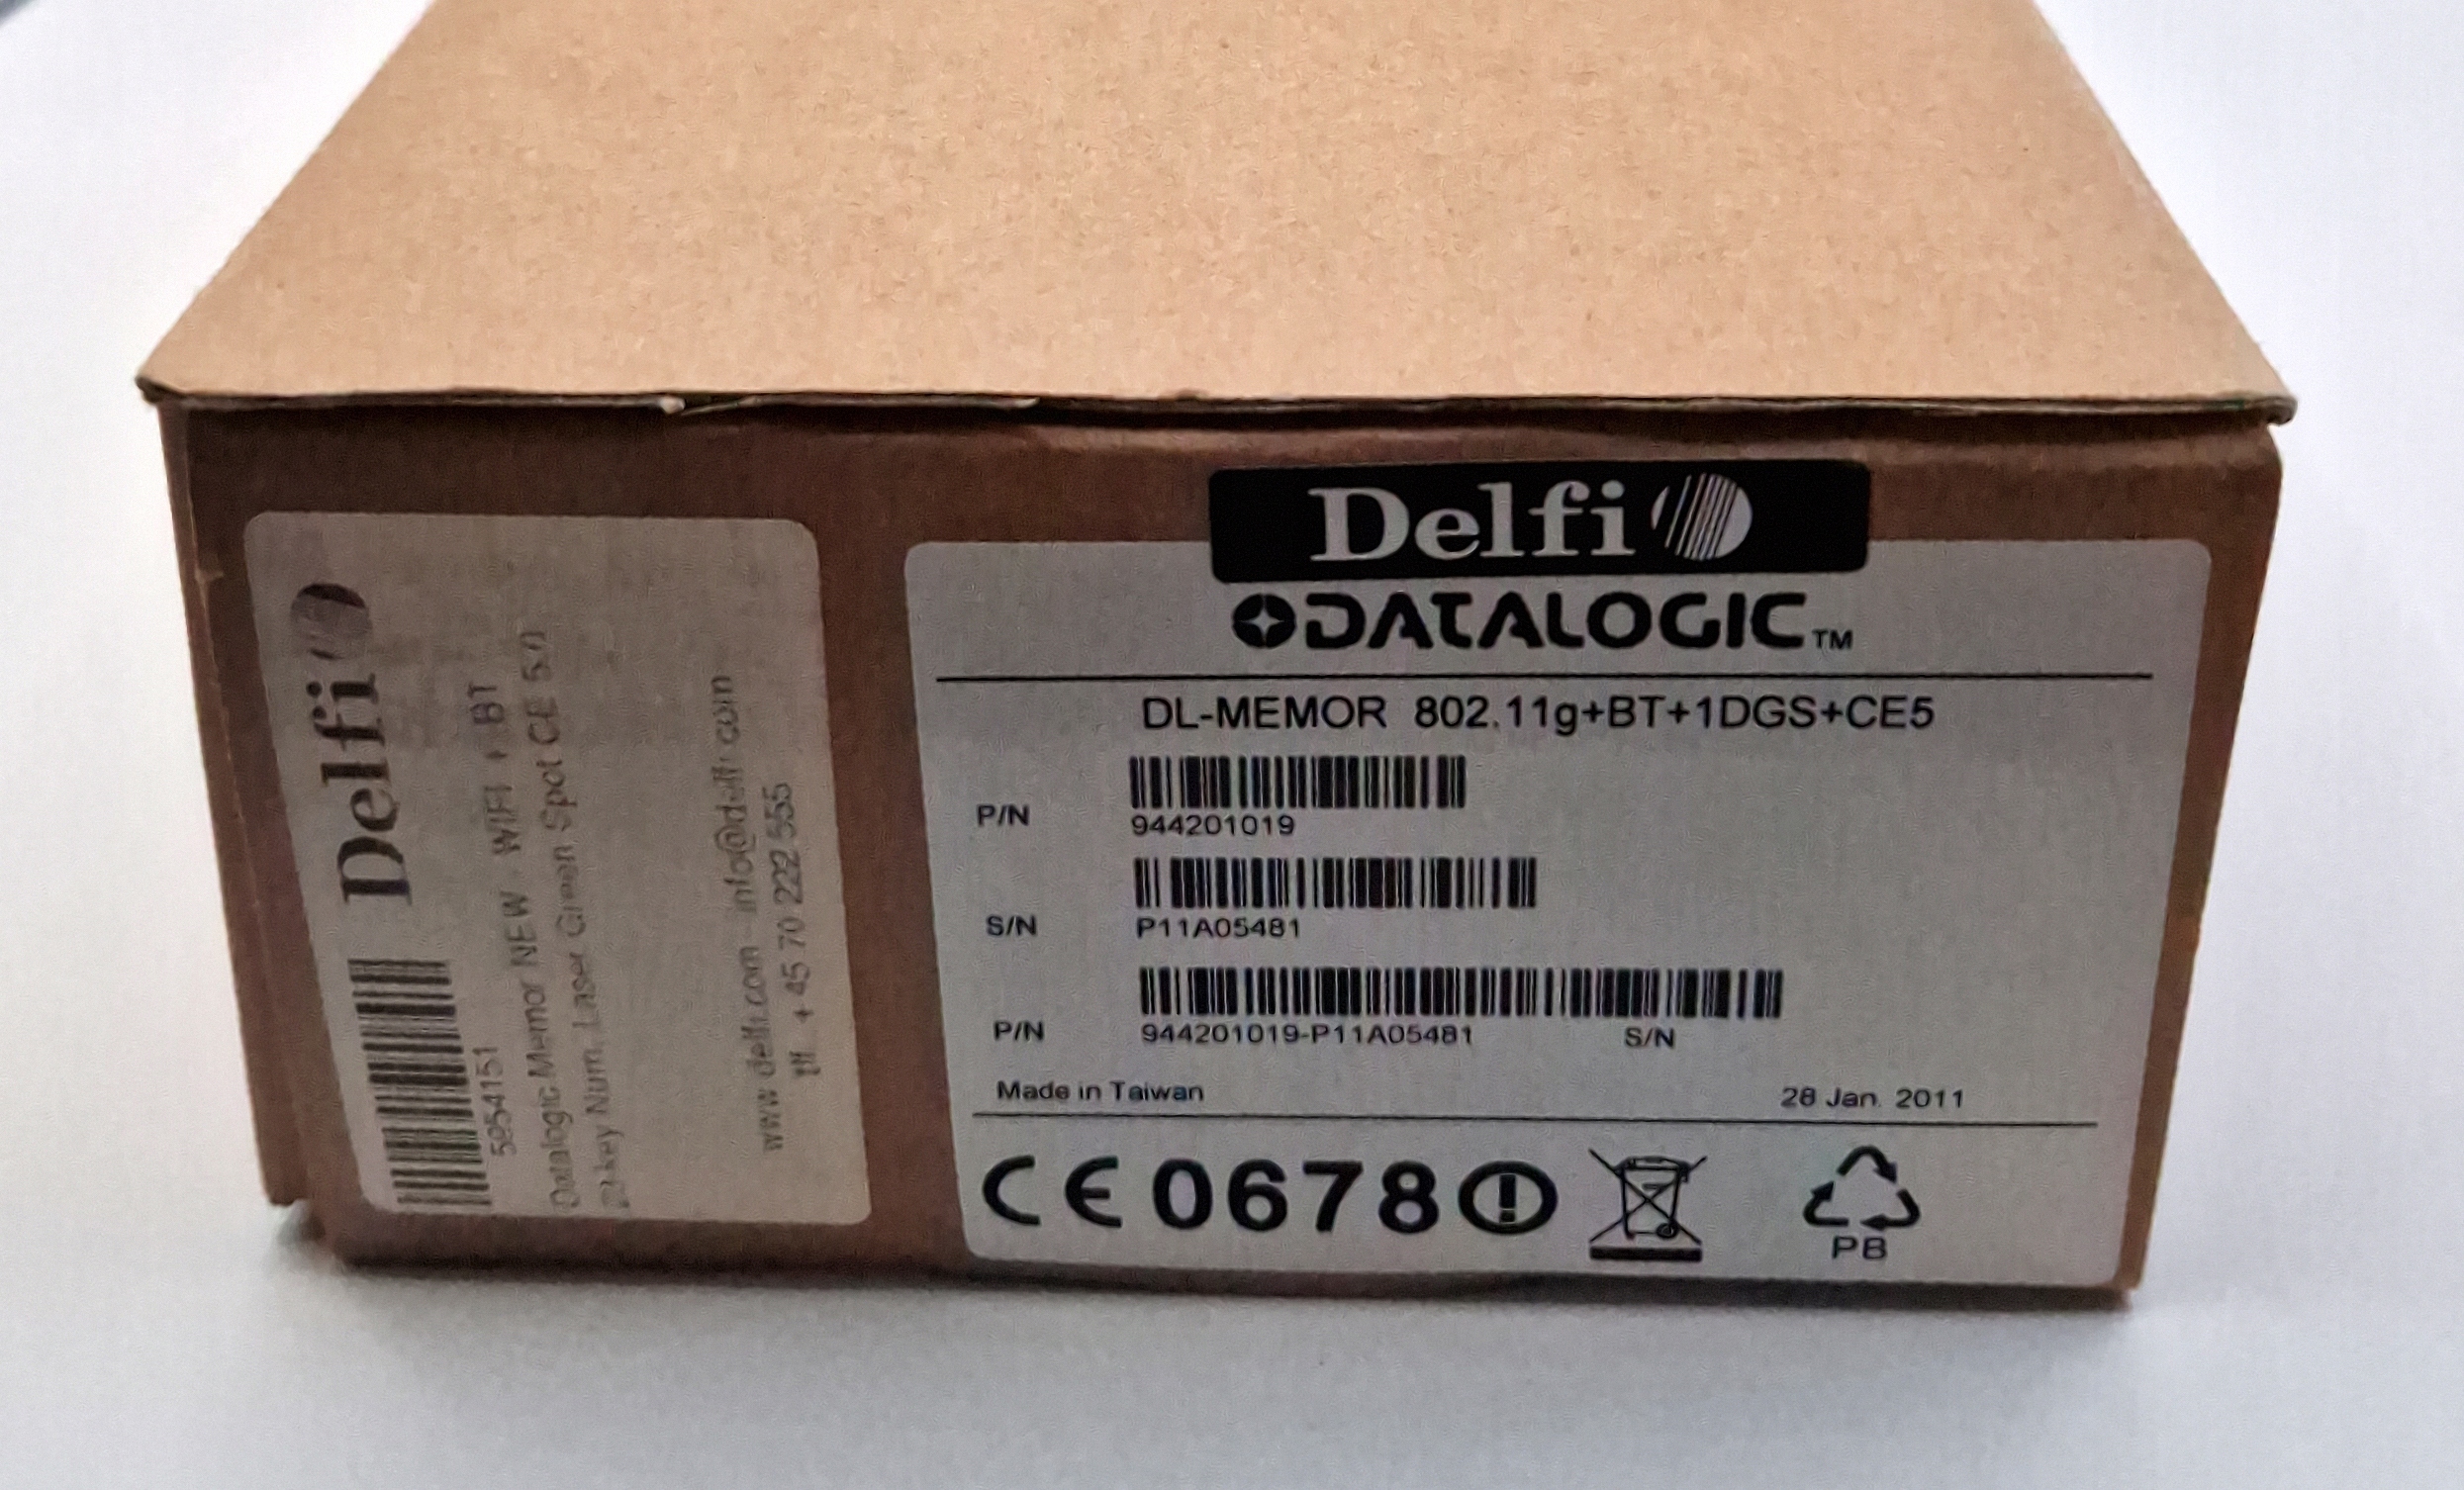 Delfi
50541151
Datalogic Memor NEW - WIFI + BT
Key Num, Laser Green Spot CE 5.0
www.delfi.com - info@delfi.com
tlf. + 45 70 222 555
Delfi
DATALOGIC™
DL-MEMOR 802.11g+BT+1DGS+CE5
P/N
944201019
S/N
P11A05481
P/N 944201019-P11A05481 S/N
Made in Taiwan 28 Jan. 2011
CE 0678
PB